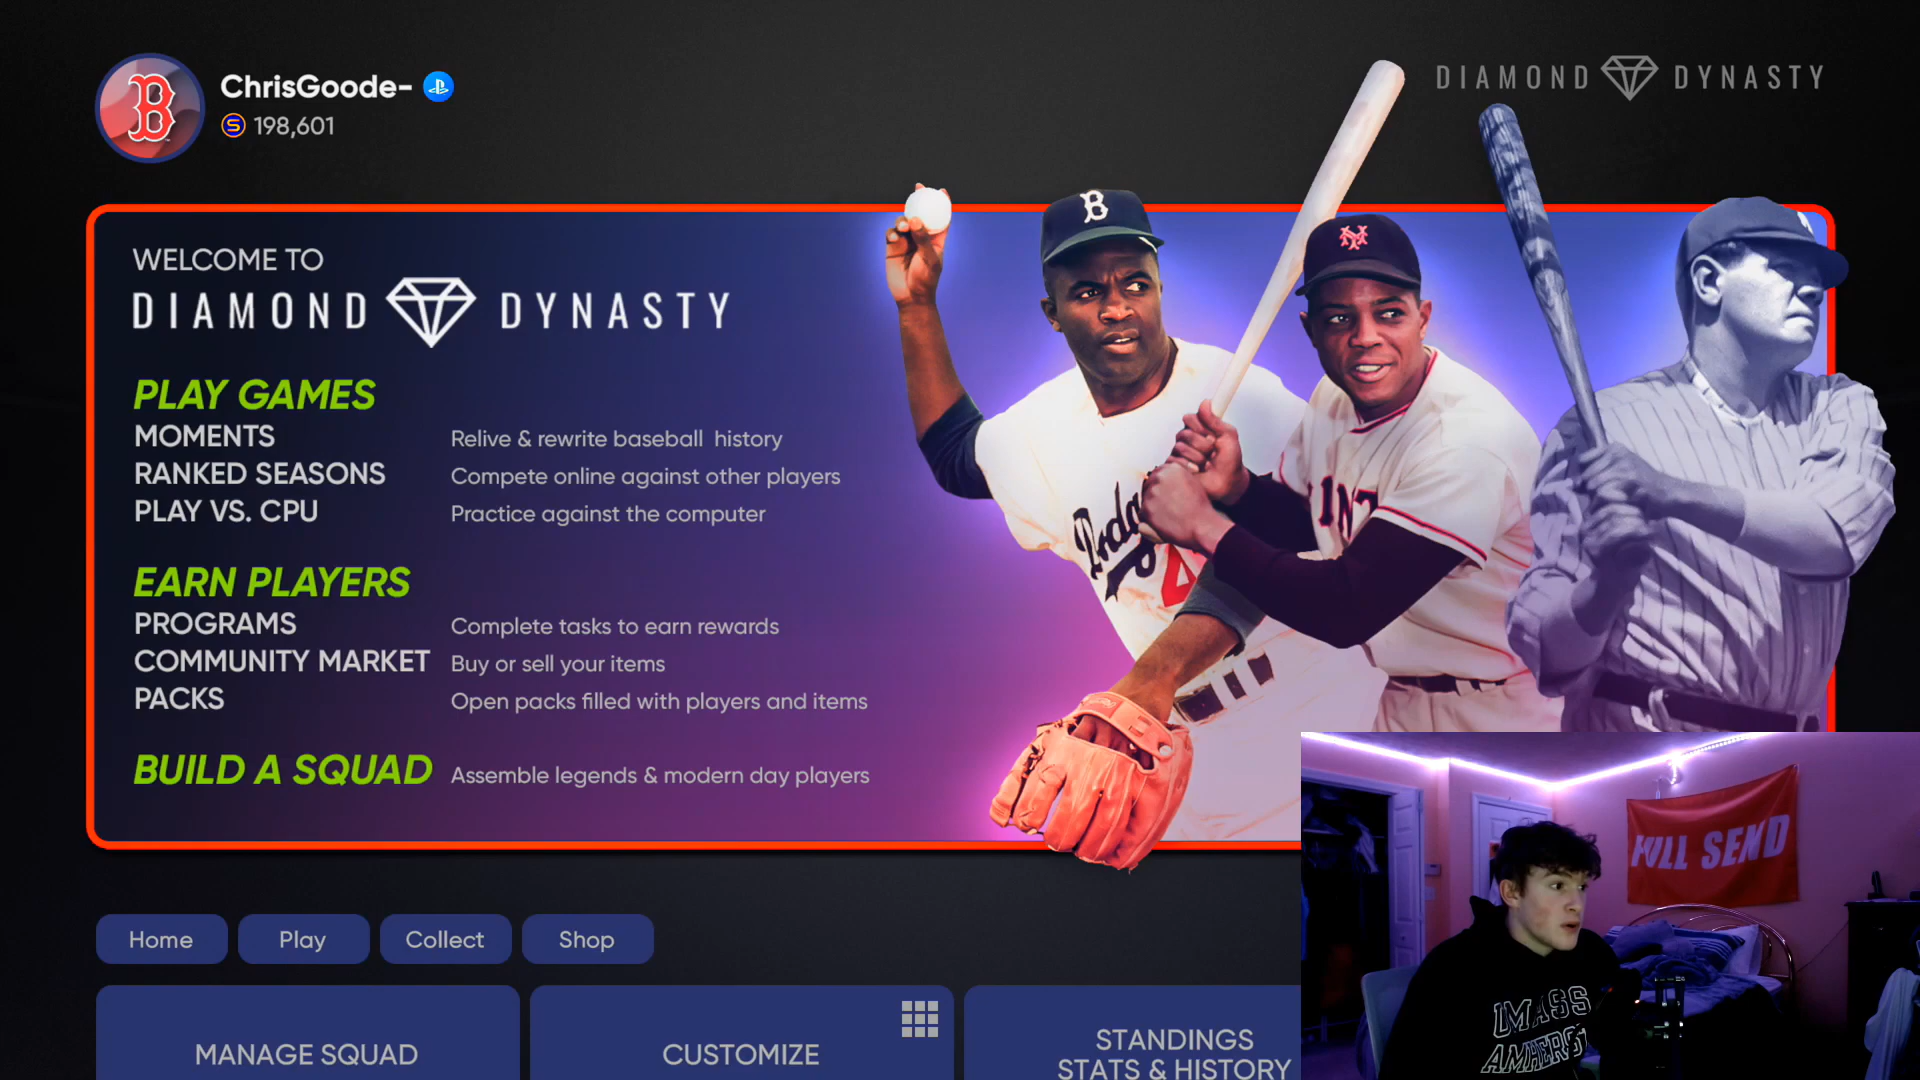 ChrisGoode-
198,601
DIAMOND DYNASTY
B
WELCOME TO
DIAMOND DYNASTY
PLAY GAMES
MOMENTS Relive & rewrite baseball history
RANKED SEASONS Compete online against other players
PLAY VS. CPU Practice against the computer
EARN PLAYERS
PROGRAMS Complete tasks to earn rewards
COMMUNITY MARKET Buy or sell your items
PACKS Open packs filled with players and items
BUILD A SQUAD Assemble legends & modern day players
B
NY
Dodg
4
FULL SEND
UMASS
AMHERST
Home Play Collect Shop
MANAGE SQUAD
CUSTOMIZE
STANDINGS
STATS & HISTORY